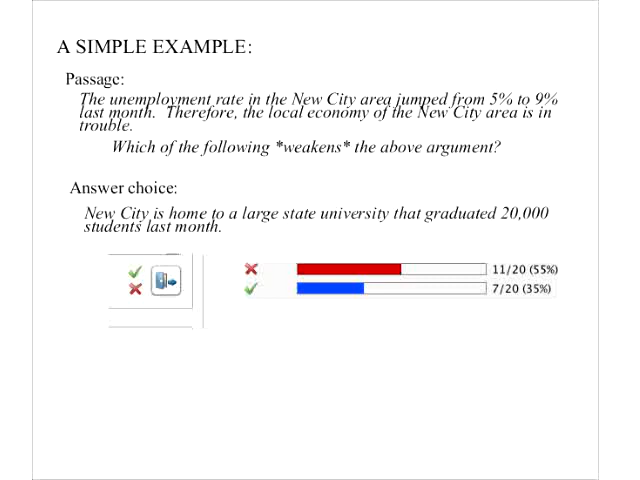 A SIMPLE EXAMPLE:
Passage:
The unemployment rate in the New City area jumped from 5% to 9%
last month. Therefore, the local economy of the New City area is in
trouble.
Which of the following *weakens* the above argument?
Answer choice:
New City is home to a large state university that graduated 20,000
students last month.
11/20 (55%)
7/20 (35%)